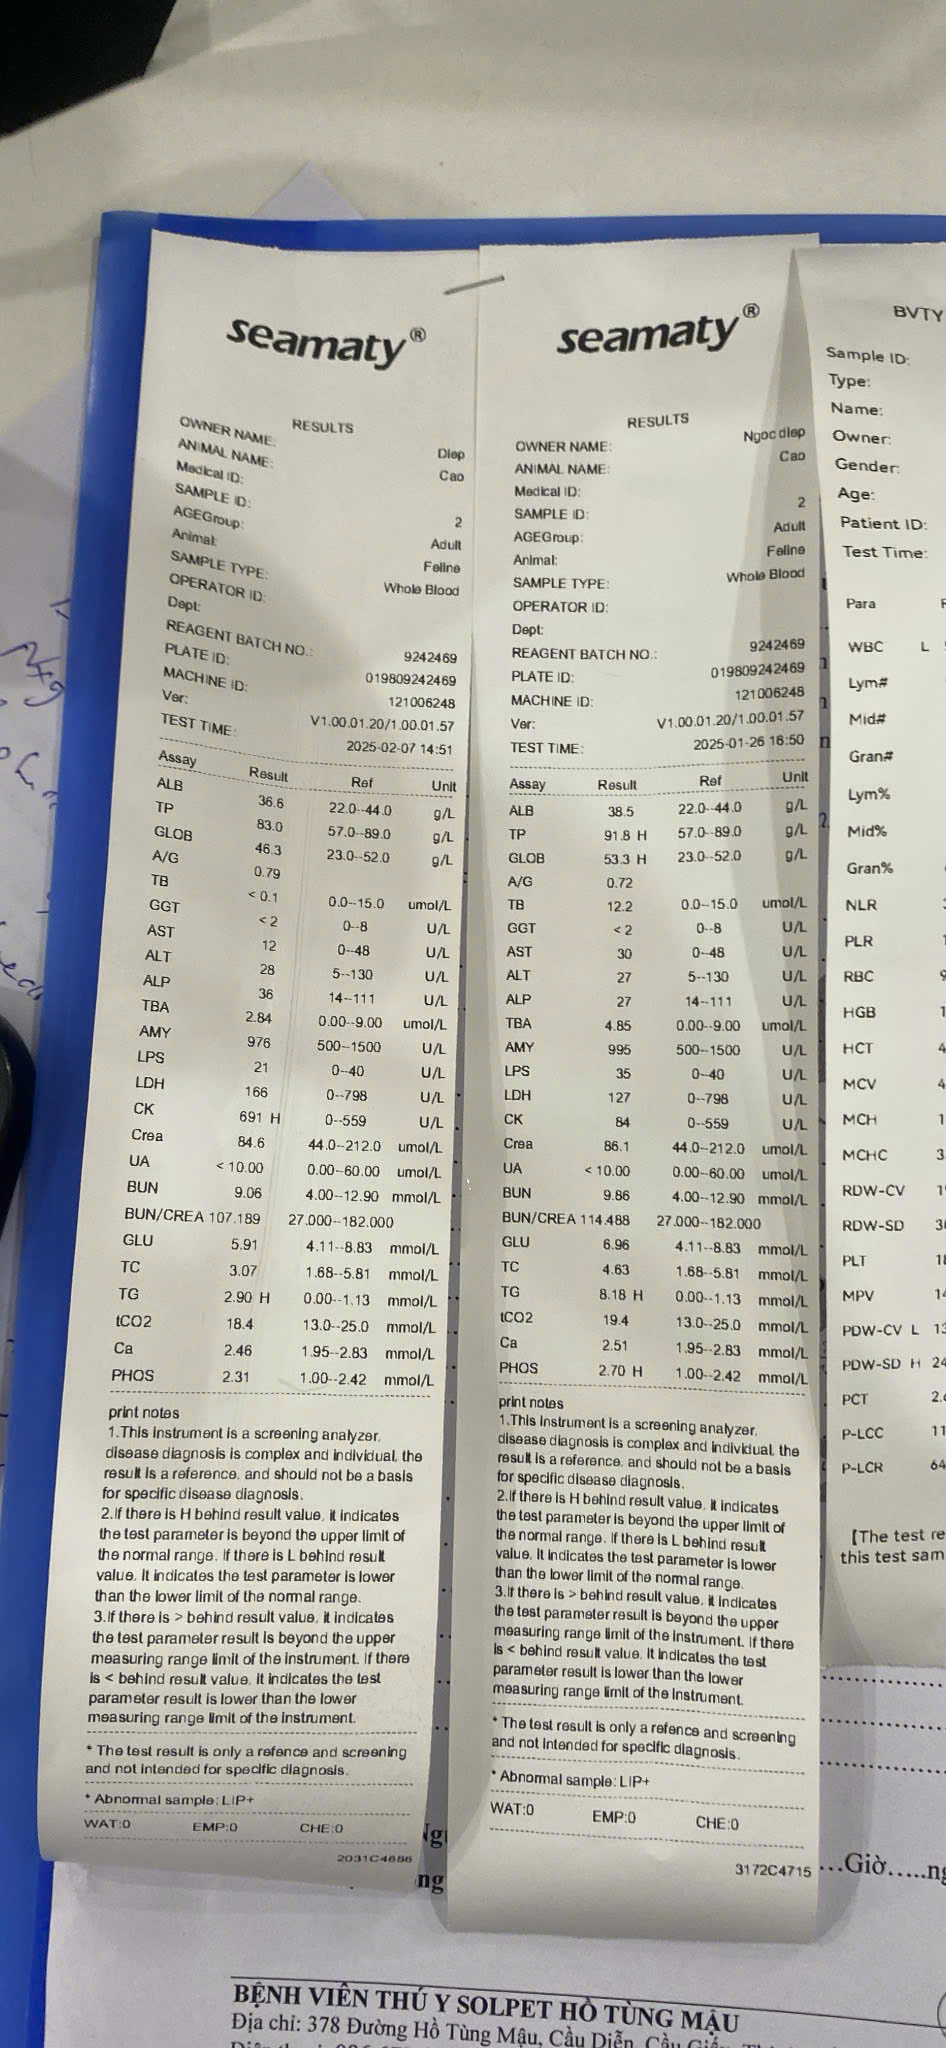 seamaty®
RESULTS
OWNER NAME: Diep
ANIMAL NAME: Cao
Medical ID:
SAMPLE ID: 2
AGEGroup: Adult
Animal: Feline
SAMPLE TYPE: Whole Blood
OPERATOR ID:
Dept:
REAGENT BATCH NO.: 9242469
PLATE ID: 019809242469
MACHINE ID: 121006248
Ver: V1.00.01.20/1.00.01.57
TEST TIME: 2025-02-07 14:51
Assay Result Ref Unit
ALB 36.6 22.0--44.0 g/L
TP 83.0 57.0--89.0 g/L
GLOB 46.3 23.0--52.0 g/L
A/G 0.79
TB < 0.1 0.0--15.0 umol/L
GGT < 2 0--8 U/L
AST 12 0--48 U/L
ALT 28 5--130 U/L
ALP 36 14--111 U/L
TBA 2.84 0.00--9.00 umol/L
AMY 976 500--1500 U/L
LPS 21 0--40 U/L
LDH 166 0--798 U/L
CK 691 H 0--559 U/L
Crea 84.6 44.0--212.0 umol/L
UA < 10.00 0.00--60.00 umol/L
BUN 9.06 4.00--12.90 mmol/L
BUN/CREA 107.189 27.000--182.000
GLU 5.91 4.11--8.83 mmol/L
TC 3.07 1.68--5.81 mmol/L
TG 2.90 H 0.00--1.13 mmol/L
tCO2 18.4 13.0--25.0 mmol/L
Ca 2.46 1.95--2.83 mmol/L
PHOS 2.31 1.00--2.42 mmol/L
print notes
1.This Instrument is a screening analyzer,
disease diagnosis is complex and individual, the
result is a reference, and should not be a basis
for specific disease diagnosis.
2.If there is H behind result value, it indicates
the test parameter is beyond the upper limit of
the normal range. If there is L behind result
value, it indicates the test parameter is lower
than the lower limit of the normal range.
3.If there is > behind result value, it indicates
the test parameter result is beyond the upper
measuring range limit of the instrument. If there
is < behind result value, it indicates the test
parameter result is lower than the lower
measuring range limit of the instrument.
* The test result is only a refence and screening
and not intended for specific diagnosis.
* Abnormal sample: LIP+
WAT:0 EMP:0 CHE:0
2031C4686
seamaty®
RESULTS
OWNER NAME: Ngoc diep
ANIMAL NAME: Cao
Medical ID:
SAMPLE ID: 2
AGEGroup: Adult
Animal: Feline
SAMPLE TYPE: Whole Blood
OPERATOR ID:
Dept:
REAGENT BATCH NO.: 9242469
PLATE ID: 019809242469
MACHINE ID: 121006248
Ver: V1.00.01.20/1.00.01.57
TEST TIME: 2025-01-26 16:50
Assay Result Ref Unit
ALB 38.5 22.0--44.0 g/L
TP 91.8 H 57.0--89.0 g/L
GLOB 53.3 H 23.0--52.0 g/L
A/G 0.72
TB 12.2 0.0--15.0 umol/L
GGT < 2 0--8 U/L
AST 30 0--48 U/L
ALT 27 5--130 U/L
ALP 27 14--111 U/L
TBA 4.85 0.00--9.00 umol/L
AMY 995 500--1500 U/L
LPS 35 0--40 U/L
LDH 127 0--798 U/L
CK 84 0--559 U/L
Crea 86.1 44.0--212.0 umol/L
UA < 10.00 0.00--60.00 umol/L
BUN 9.86 4.00--12.90 mmol/L
BUN/CREA 114.488 27.000--182.000
GLU 6.96 4.11--8.83 mmol/L
TC 4.63 1.68--5.81 mmol/L
TG 8.18 H 0.00--1.13 mmol/L
tCO2 19.4 13.0--25.0 mmol/L
Ca 2.51 1.95--2.83 mmol/L
PHOS 2.70 H 1.00--2.42 mmol/L
print notes
1.This Instrument is a screening analyzer,
disease diagnosis is complex and individual, the
result is a reference, and should not be a basis
for specific disease diagnosis.
2.If there is H behind result value, it indicates
the test parameter is beyond the upper limit of
the normal range. If there is L behind result
value, it indicates the test parameter is lower
than the lower limit of the normal range.
3.If there is > behind result value, it indicates
the test parameter result is beyond the upper
measuring range limit of the instrument. If there
is < behind result value, it indicates the test
parameter result is lower than the lower
measuring range limit of the instrument.
* The test result is only a refence and screening
and not intended for specific diagnosis.
* Abnormal sample: LIP+
WAT:0 EMP:0 CHE:0
3172C4715
BVTY
Sample ID:
Type:
Name:
Owner:
Gender:
Age:
Patient ID:
Test Time:
Para
WBC L
Lym#
Mid#
Gran#
Lym%
Mid%
Gran%
NLR
PLR
RBC
HGB
HCT
MCV
MCH
MCHC
RDW-CV
RDW-SD
PLT
MPV
PDW-CV L
PDW-SD H
PCT
P-LCC
P-LCR
[The test re
this test sam
...Giờ.....ng
BỆNH VIỆN THÚ Y SOLPET HỒ TÙNG MẬU
Địa chỉ: 378 Đường Hồ Tùng Mậu, Cầu Diễn, Cầu Giấy,